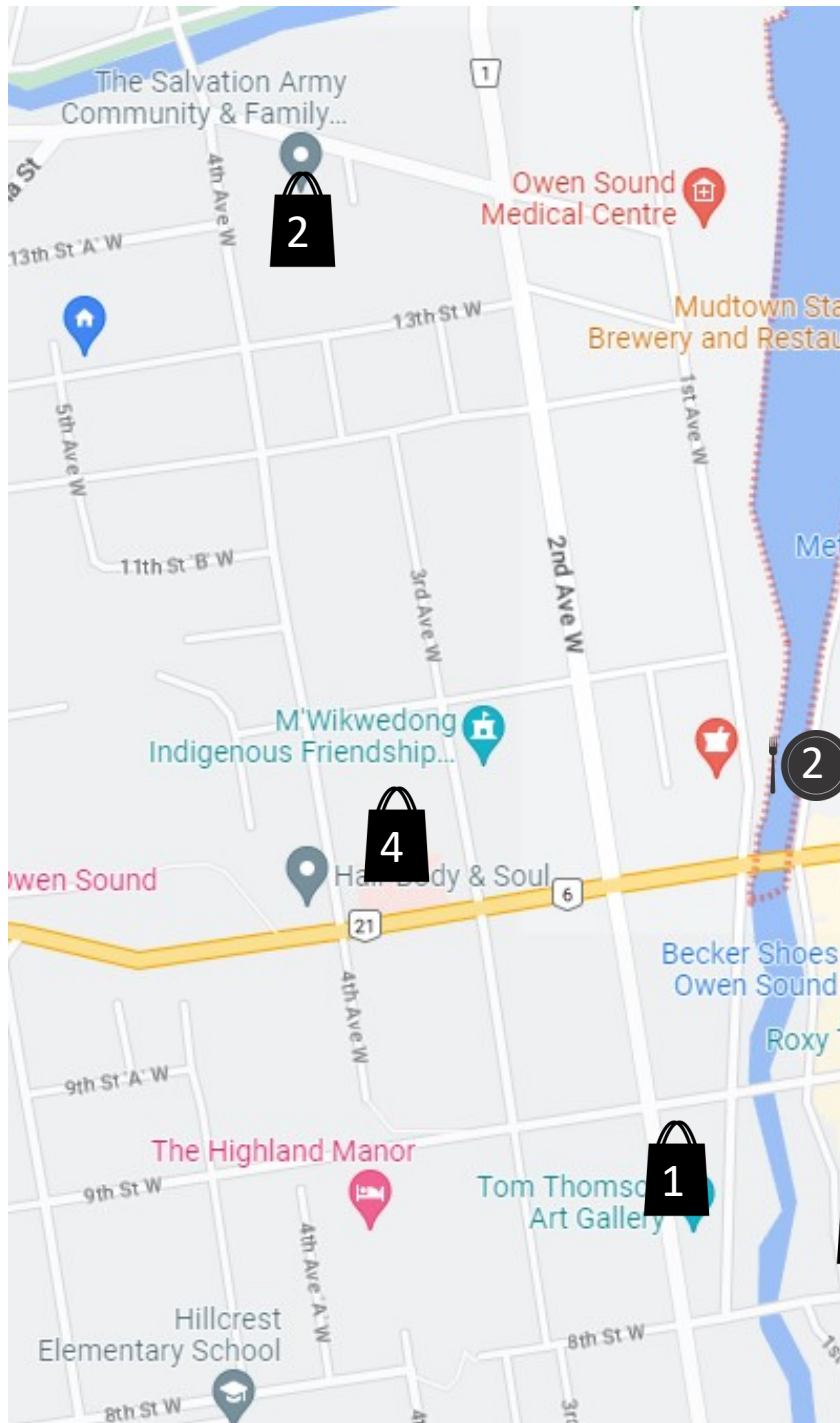 1
The Salvation Army
Community & Family...
4th Ave W
Owen Sound
Medical Centre
2
13th St 'A' W
13th St W
Mudtown Sta
Brewery and Restau
1st Ave W
5th Ave W
11th St 'B' W
2nd Ave W
3rd Ave W
M'Wikwedong
Indigenous Friendship...
2
4
Owen Sound
Hair Body & Soul
6
21
4th Ave W
Becker Shoes
Owen Sound
Roxy
9th St 'A' W
The Highland Manor
9th St W
Tom Thomso
Art Gallery
1
4th Ave 'A' W
Hillcrest
Elementary School
8th St W
8th St W